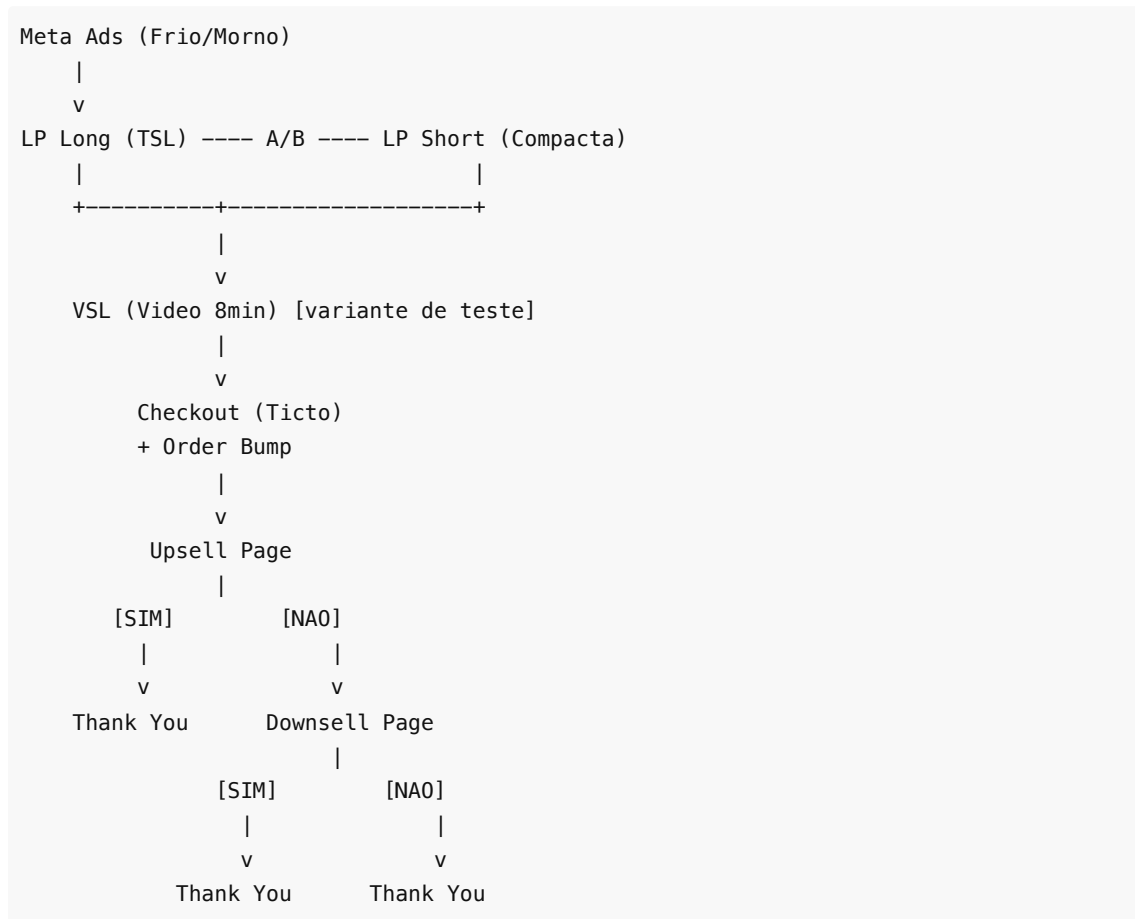 Meta Ads (Frio/Morno)
|
v
LP Long (TSL) ---- A/B ---- LP Short (Compacta)
| |
+----------+------------------+
|
v
VSL (Video 8min) [variante de teste]
|
v
Checkout (Ticto)
+ Order Bump
|
v
Upsell Page
|
[SIM] [NAO]
| |
v v
Thank You Downsell Page
|
[SIM] [NAO]
| |
v v
Thank You Thank You